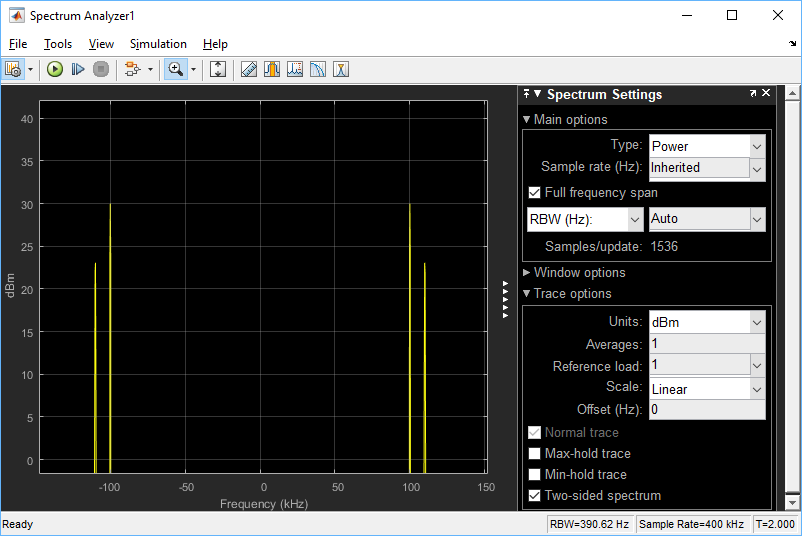 Spectrum Analyzer1
File Tools View Simulation Help
Spectrum Settings
Main options
Type: Power
Sample rate (Hz): Inherited
Full frequency span
RBW (Hz): Auto
Samples/update: 1536
Window options
Trace options
Units: dBm
Averages: 1
Reference load: 1
Scale: Linear
Offset (Hz): 0
Normal trace
Max-hold trace
Min-hold trace
Two-sided spectrum
40
35
30
25
20
15
10
5
0
dBm
-100 -50 0 50 100 150
Frequency (kHz)
Ready
RBW=390.62 Hz Sample Rate=400 kHz T=2.000